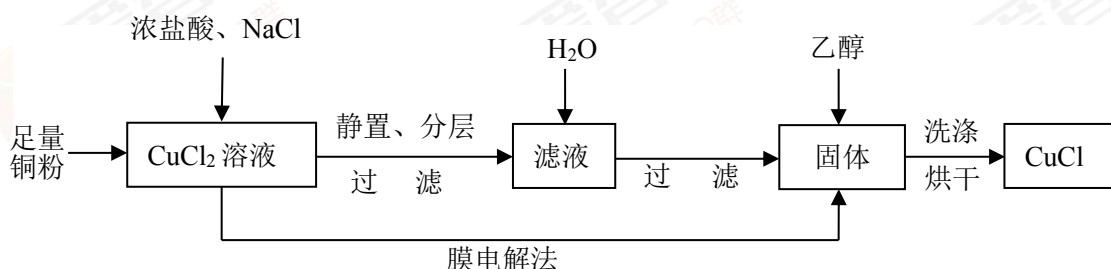 浓盐酸、NaCl
H₂O
乙醇
足量
铜粉
CuCl₂ 溶液
静置、分层
过 滤
滤液
过 滤
固体
洗涤
烘干
CuCl
膜电解法